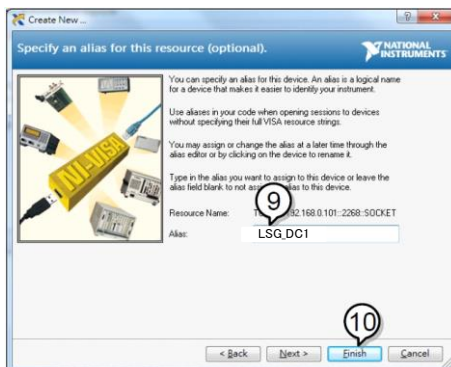 Create New ...
Specify an alias for this resource (optional).
NATIONAL
INSTRUMENTS
You can specify an alias for this device. An alias is a logical name
for a device that makes it easier to identify your instrument.
Use aliases in your code when opening sessions to devices
without specifying their full VISA resource strings.
You may assign or change the alias at a later time through the
alias editor or by clicking on the device to rename it.
Type in the alias you want to assign to this device or leave the
alias field blank to not alias to this device.
NI-VISA
Resource Name: 92.168.0.101::2268::SOCKET
9
Alias: LSG_DC1
10
< Back Next > Finish Cancel